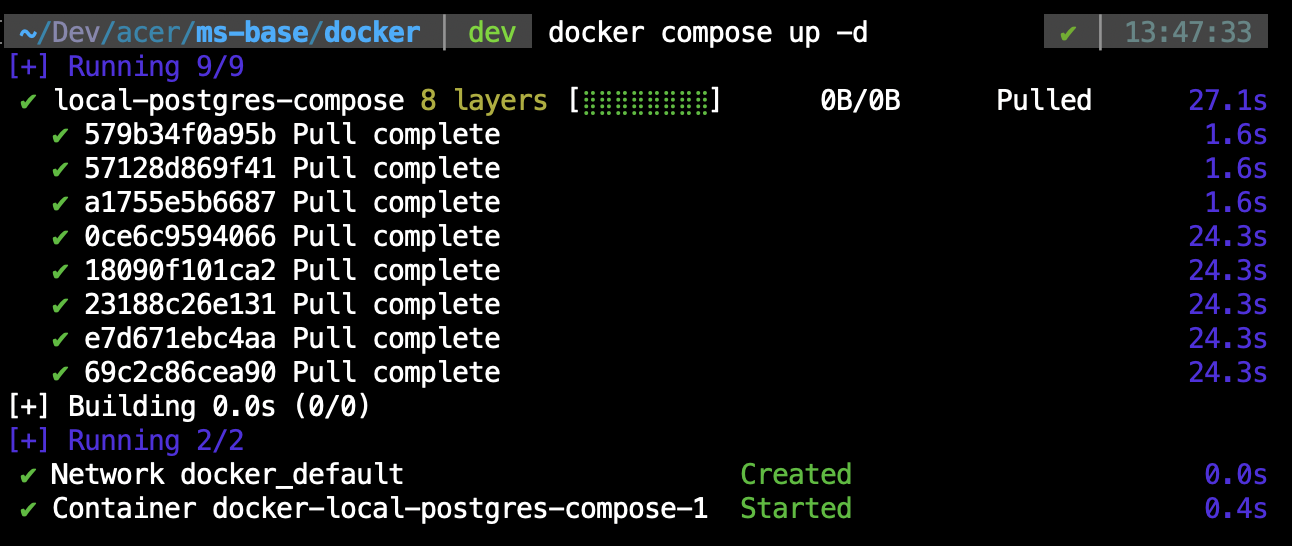 ~/Dev/acer/ms-base/docker | dev docker compose up -d ✔ | 13:47:33
[+] Running 9/9
✔ local-postgres-compose 8 layers [⣿⣿⣿⣿⣿⣿⣿⣿] 0B/0B Pulled 27.1s
✔ 579b34f0a95b Pull complete 1.6s
✔ 57128d869f41 Pull complete 1.6s
✔ a1755e5b6687 Pull complete 1.6s
✔ 0ce6c9594066 Pull complete 24.3s
✔ 18090f101ca2 Pull complete 24.3s
✔ 23188c26e131 Pull complete 24.3s
✔ e7d671ebc4aa Pull complete 24.3s
✔ 69c2c86cea90 Pull complete 24.3s
[+] Building 0.0s (0/0)
[+] Running 2/2
✔ Network docker_default Created 0.0s
✔ Container docker-local-postgres-compose-1 Started 0.4s